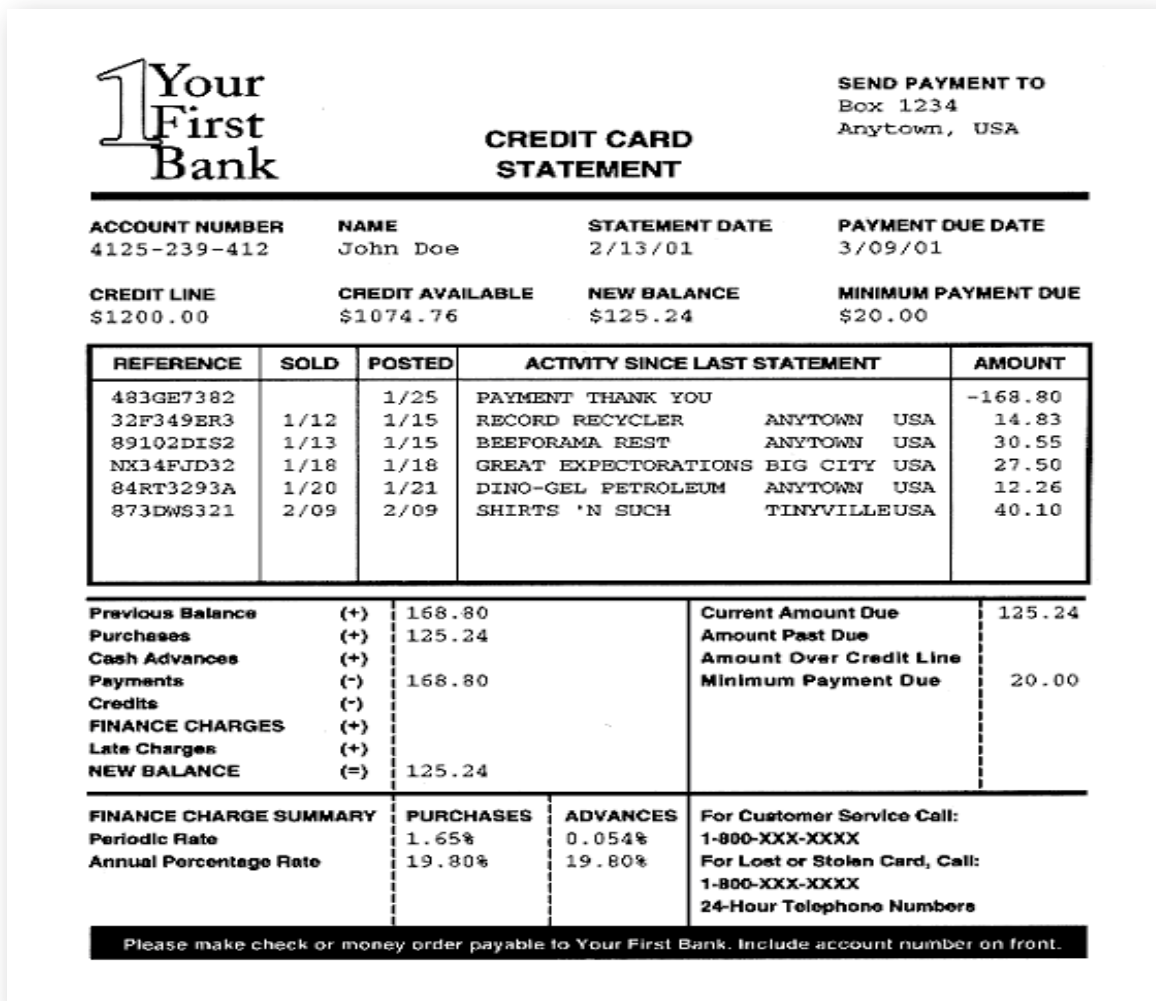 1 Your
First
Bank
CREDIT CARD
STATEMENT
SEND PAYMENT TO
Box 1234
Anytown, USA
ACCOUNT NUMBER NAME STATEMENT DATE PAYMENT DUE DATE
4125-239-412 John Doe 2/13/01 3/09/01
CREDIT LINE CREDIT AVAILABLE NEW BALANCE MINIMUM PAYMENT DUE
$1200.00 $1074.76 $125.24 $20.00
REFERENCE SOLD POSTED ACTIVITY SINCE LAST STATEMENT AMOUNT
483GE7382 1/25 PAYMENT THANK YOU -168.80
32F349ER3 1/12 1/15 RECORD RECYCLER ANYTOWN USA 14.83
89102DIS2 1/13 1/15 BEEFORAMA REST ANYTOWN USA 30.55
NX34FJD32 1/18 1/18 GREAT EXPECTORATIONS BIG CITY USA 27.50
84RT3293A 1/20 1/21 DINO-GEL PETROLEUM ANYTOWN USA 12.26
873DWS321 2/09 2/09 SHIRTS 'N SUCH TINYVILLEUSA 40.10
Previous Balance (+) 168.80 Current Amount Due 125.24
Purchases (+) 125.24 Amount Past Due
Cash Advances (+) Amount Over Credit Line
Payments (-) 168.80 Minimum Payment Due 20.00
Credits (-)
FINANCE CHARGES (+)
Late Charges (+)
NEW BALANCE (=) 125.24
FINANCE CHARGE SUMMARY PURCHASES ADVANCES For Customer Service Call:
Periodic Rate 1.65% 0.054% 1-800-XXX-XXXX
Annual Percentage Rate 19.80% 19.80% For Lost or Stolen Card, Call:
1-800-XXX-XXXX
24-Hour Telephone Numbers
Please make check or money order payable to Your First Bank. Include account number on front.